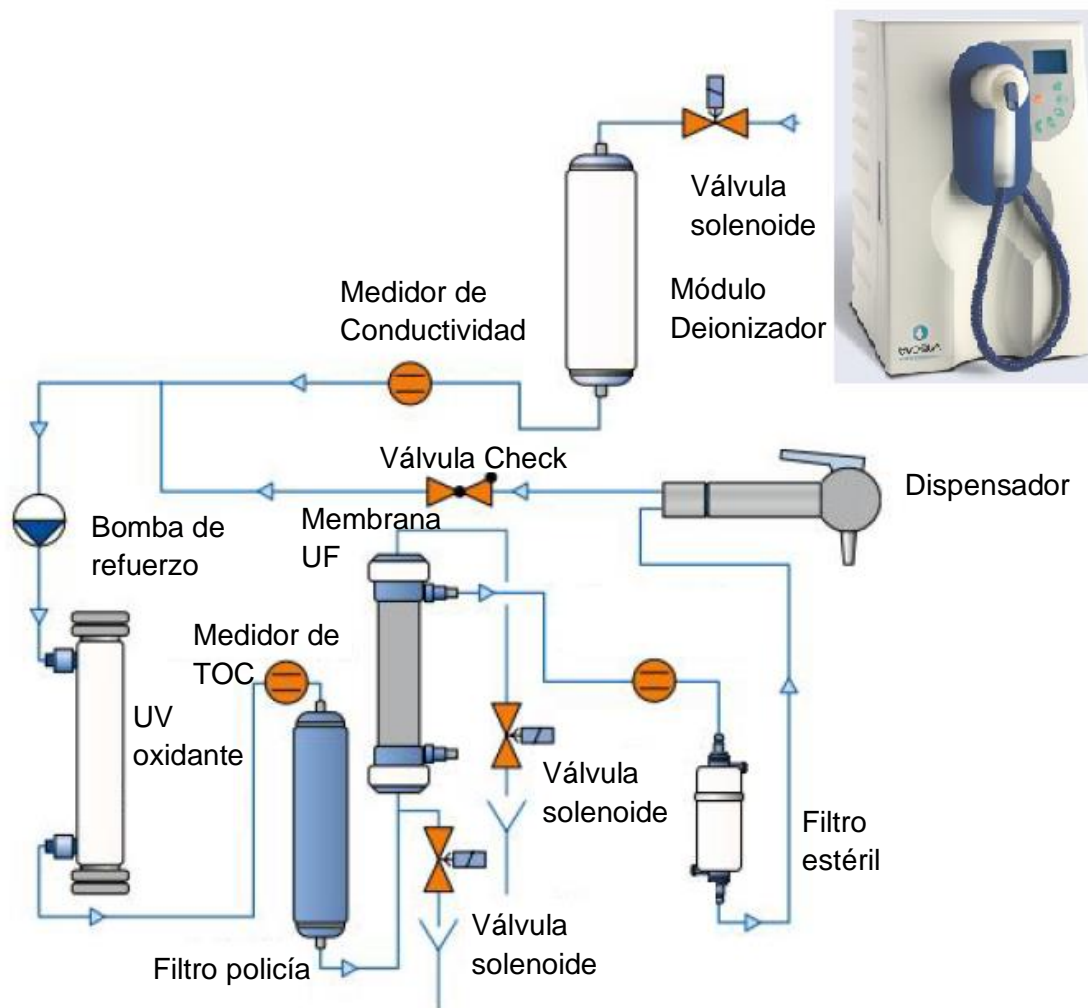 Válvula
solenoide
Módulo
Deionizador
Medidor de
Conductividad
Válvula Check
Dispensador
Membrana
UF
Bomba de
refuerzo
Medidor de
TOC
UV
oxidante
Válvula
solenoide
Filtro
estéril
Válvula
solenoide
Filtro policía